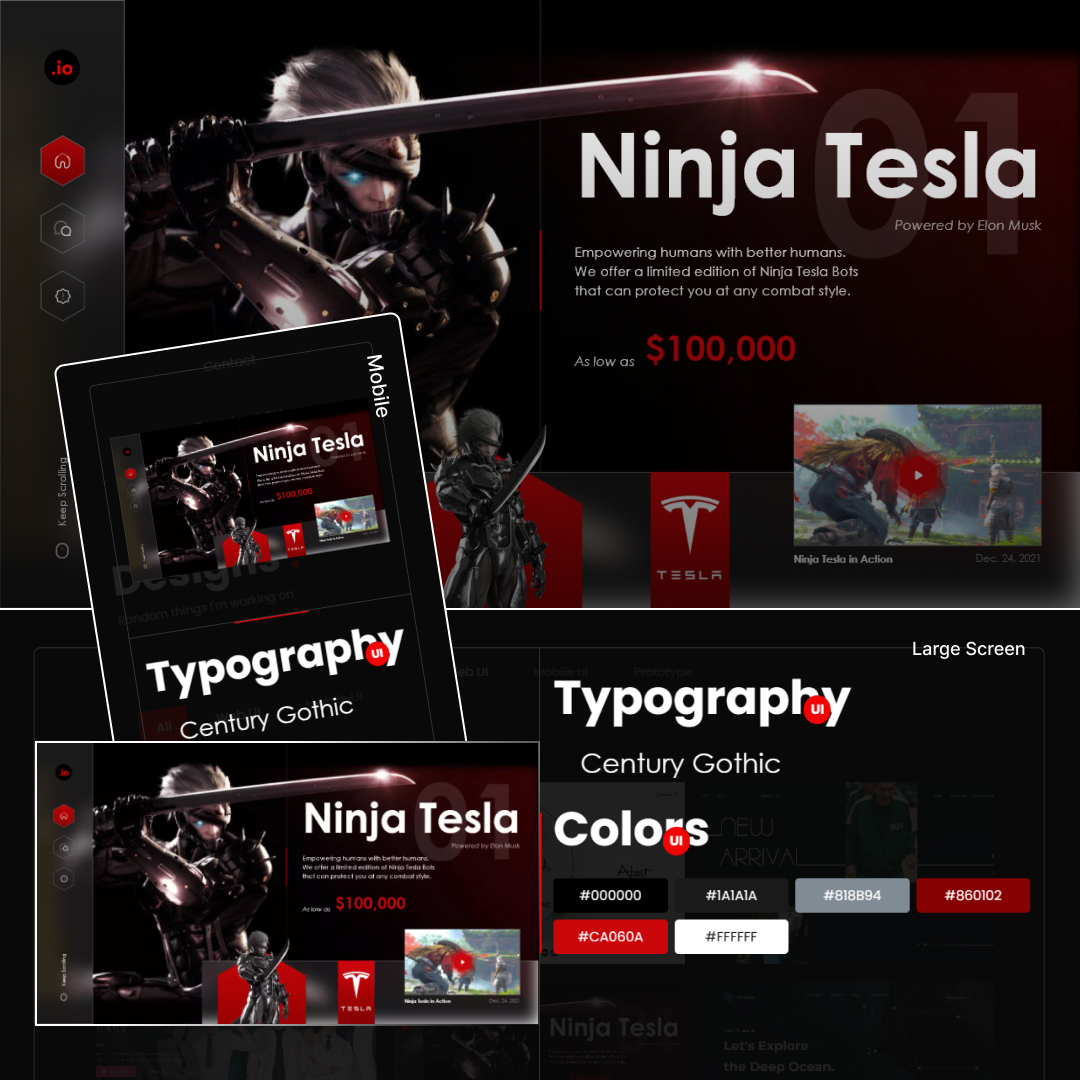 .io
01
Ninja Tesla
Powered by Elon Musk
Empowering humans with better humans.
We offer a limited edition of Ninja Tesla Bots
that can protect you at any combat style.
As low as $100,000
Keep Scrolling
TESLA
Ninja Tesla in Action
Dec. 24, 2021
Contact
Mobile
Ninja Tesla
$100,000
TESLA
Designs
Random things I'm working on
Typography
UI
All
Century Gothic
Large Screen
Mobile UI
Prototype
Typography
UI
Century Gothic
Colors
UI
#000000
#1A1A1A
#818B94
#860102
#CA060A
#FFFFFF
NEW
ARRIVAL
.io
01
Ninja Tesla
Powered by Elon Musk
Empowering humans with better humans.
We offer a limited edition of Ninja Tesla Bots
that can protect you at any combat style.
As low as $100,000
Keep Scrolling
TESLA
Ninja Tesla in Action
Dec. 24, 2021
Ninja Tesla
Let's Explore
the Deep Ocean.